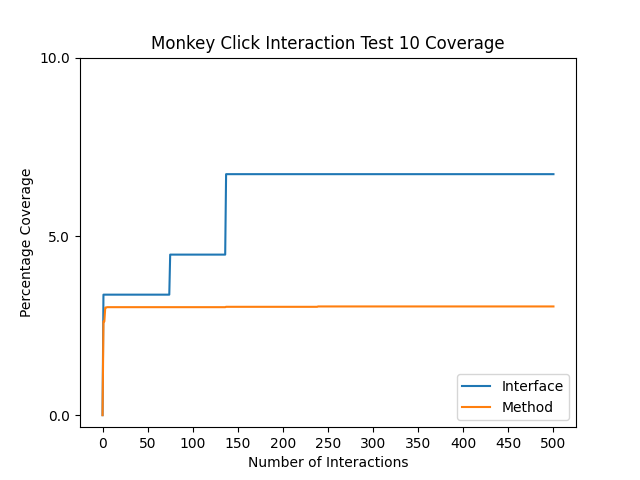 Monkey Click Interaction Test 10 Coverage
10.0
5.0
0.0
Percentage Coverage
Interface
Method
0 50 100 150 200 250 300 350 400 450 500
Number of Interactions